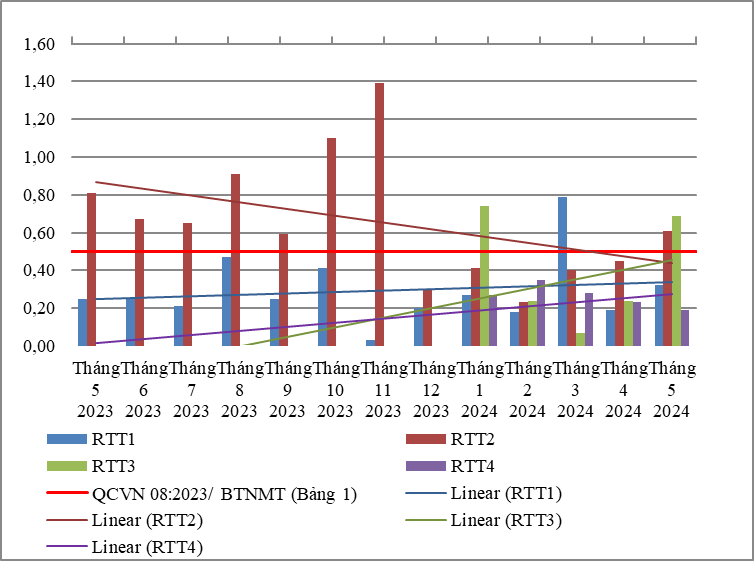 1,60
1,40
1,20
1,00
0,80
0,60
0,40
0,20
0,00
Tháng Tháng Tháng Tháng Tháng Tháng Tháng Tháng Tháng Tháng Tháng Tháng Tháng
5 6 7 8 9 10 11 12 1 2 3 4 5
2023 2023 2023 2023 2023 2023 2023 2023 2024 2024 2024 2024 2024
RTT1 RTT2
RTT3 RTT4
QCVN 08:2023/ BTNMT (Bảng 1) Linear (RTT1)
Linear (RTT2) Linear (RTT3)
Linear (RTT4)